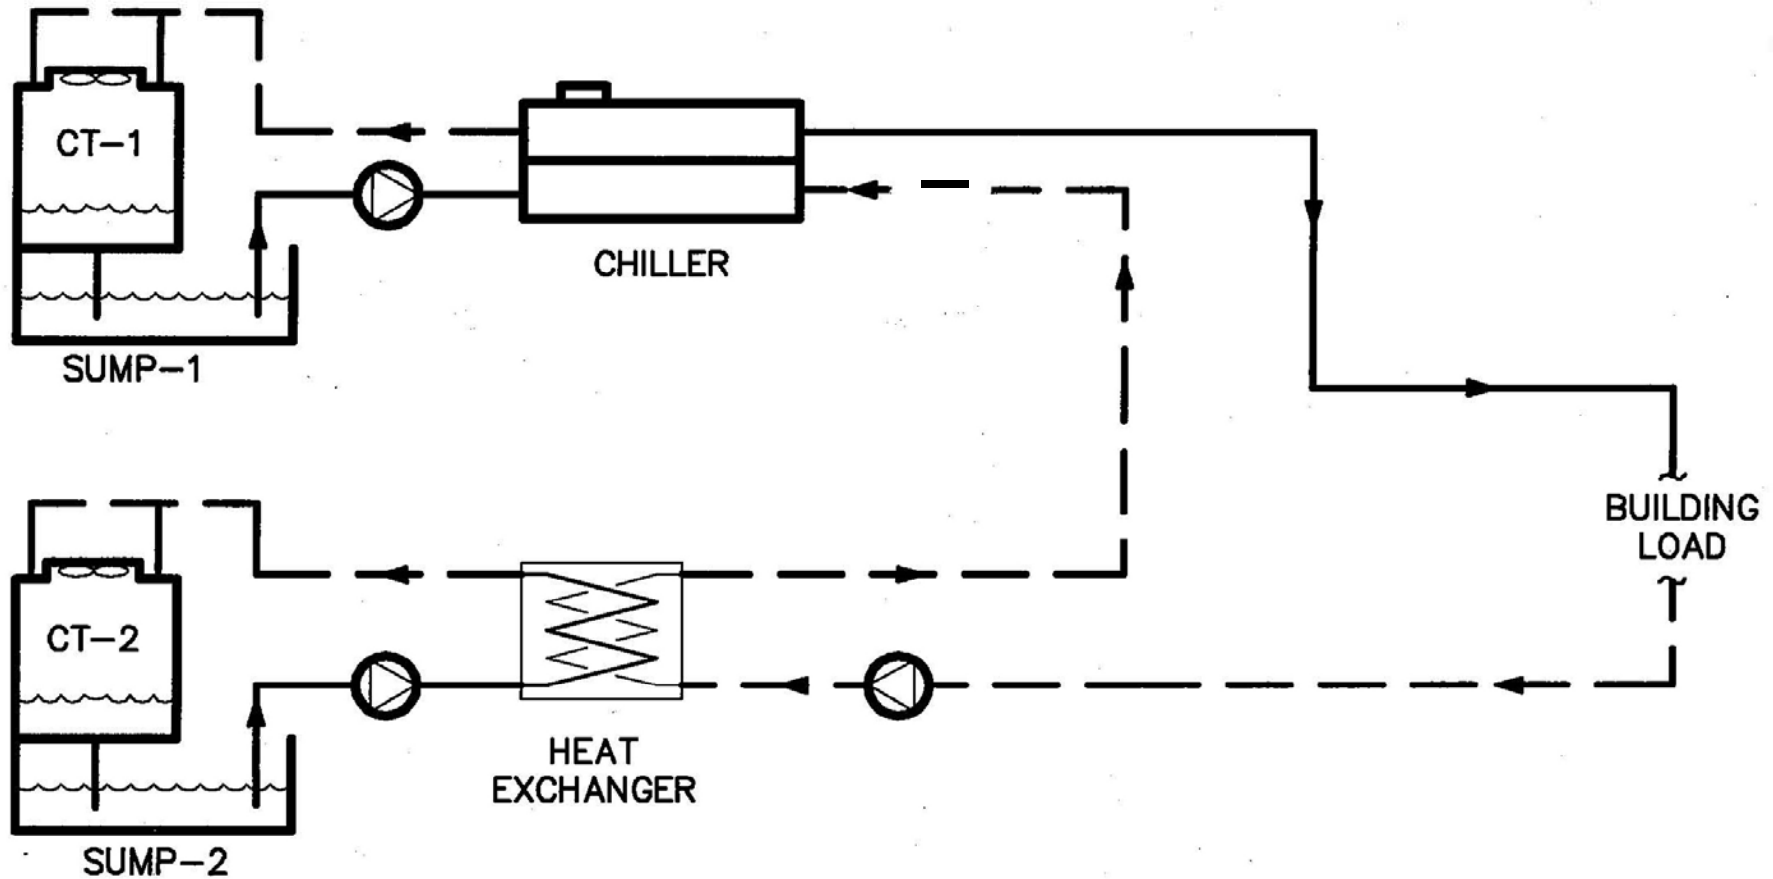 CT-1
CHILLER
SUMP-1
BUILDING
LOAD
CT-2
HEAT
EXCHANGER
SUMP-2